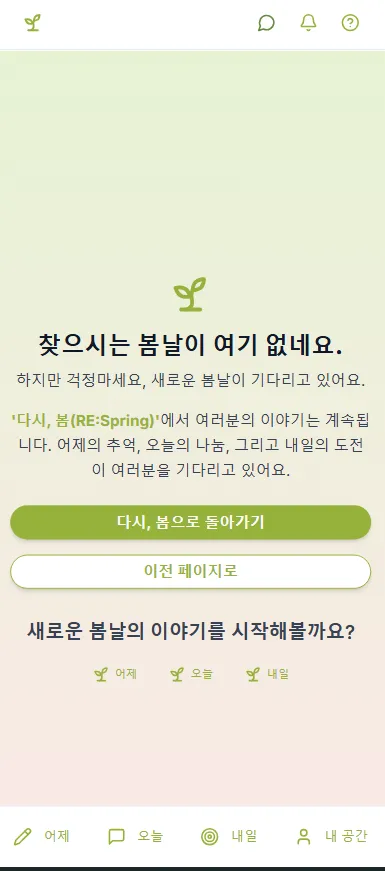 찾으시는 봄날이 여기 없네요.
하지만 걱정마세요, 새로운 봄날이 기다리고 있어요.
'다시, 봄(RE:Spring)'에서 여러분의 이야기는 계속됩
니다. 어제의 추억, 오늘의 나눔, 그리고 내일의 도전
이 여러분을 기다리고 있어요.
다시, 봄으로 돌아가기
이전 페이지로
새로운 봄날의 이야기를 시작해볼까요?
어제 오늘 내일
어제 오늘 내일 내 공간